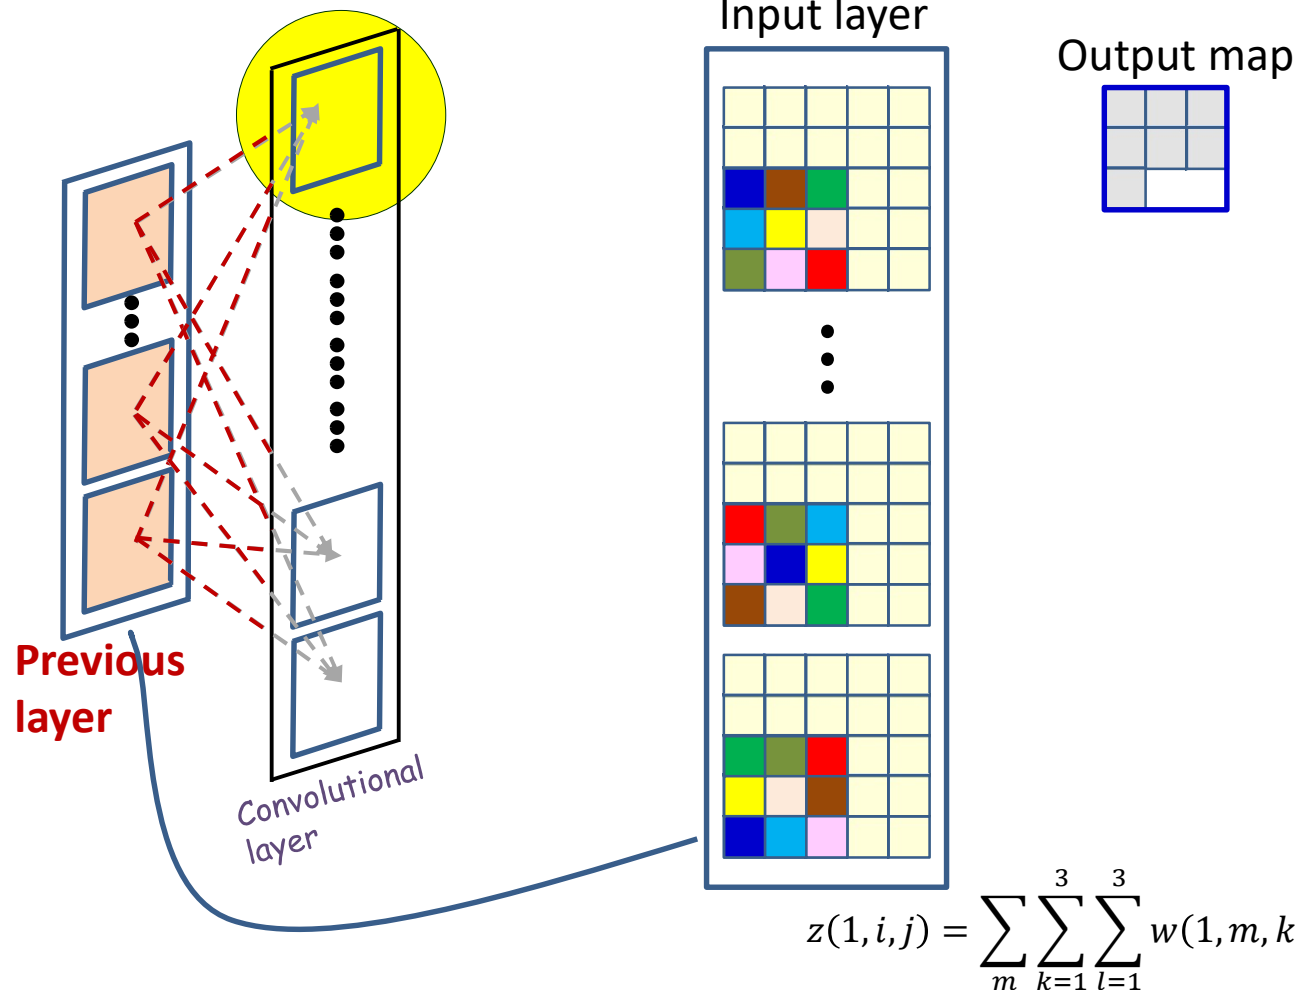 Input layer
Output map
Previous
layer
Convolutional
layer
z(1, i, j) = ∑_m ∑_{k=1}^{3} ∑_{l=1}^{3} w(1, m, k